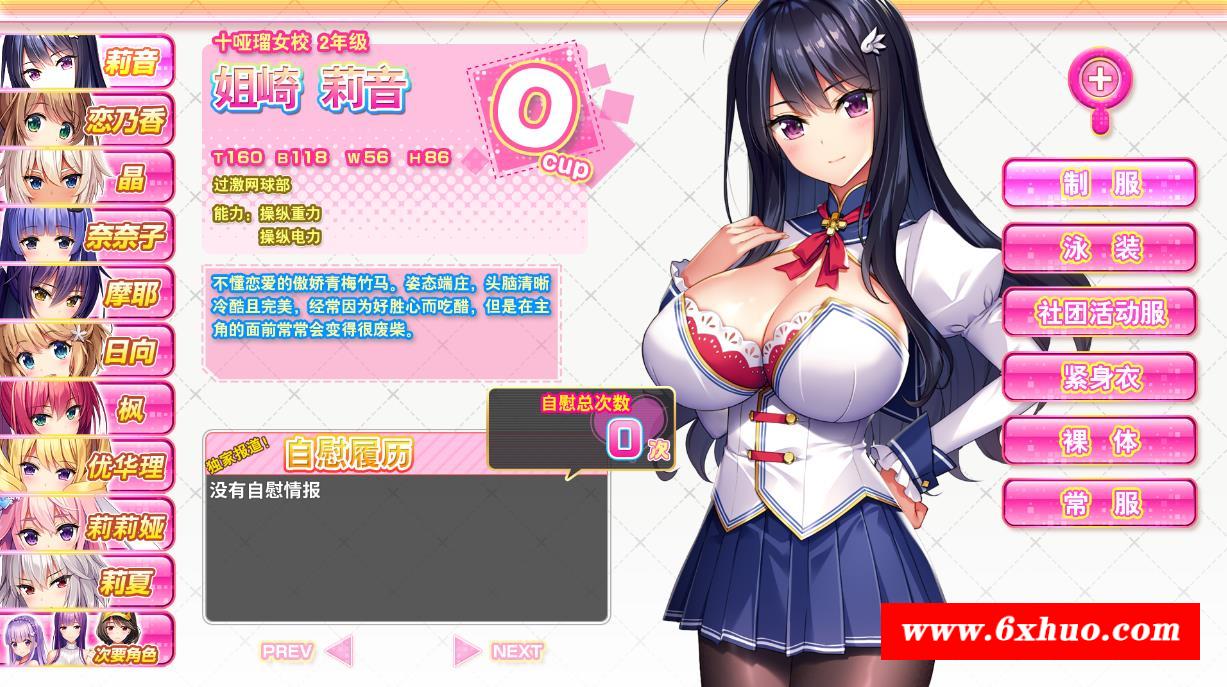 莉音
恋乃香
晶
奈奈子
摩耶
日向
枫
优华理
莉莉娅
莉夏
次要角色
十哑瑠女校 2年级
姐崎 莉音
O
cup
T160 B118 W56 H86
过激网球部
能力：操纵重力
操纵电力
不懂恋爱的傲娇青梅竹马。姿态端庄，头脑清晰
冷酷且完美，经常因为好胜心而吃醋，但是在主
角的面前常常会变得很废柴。
自慰总次数
0次
独家报道！
自慰履历
没有自慰情报
PREV
NEXT
制 服
泳 装
社团活动服
紧身衣
裸 体
常 服
www.6xhuo.com